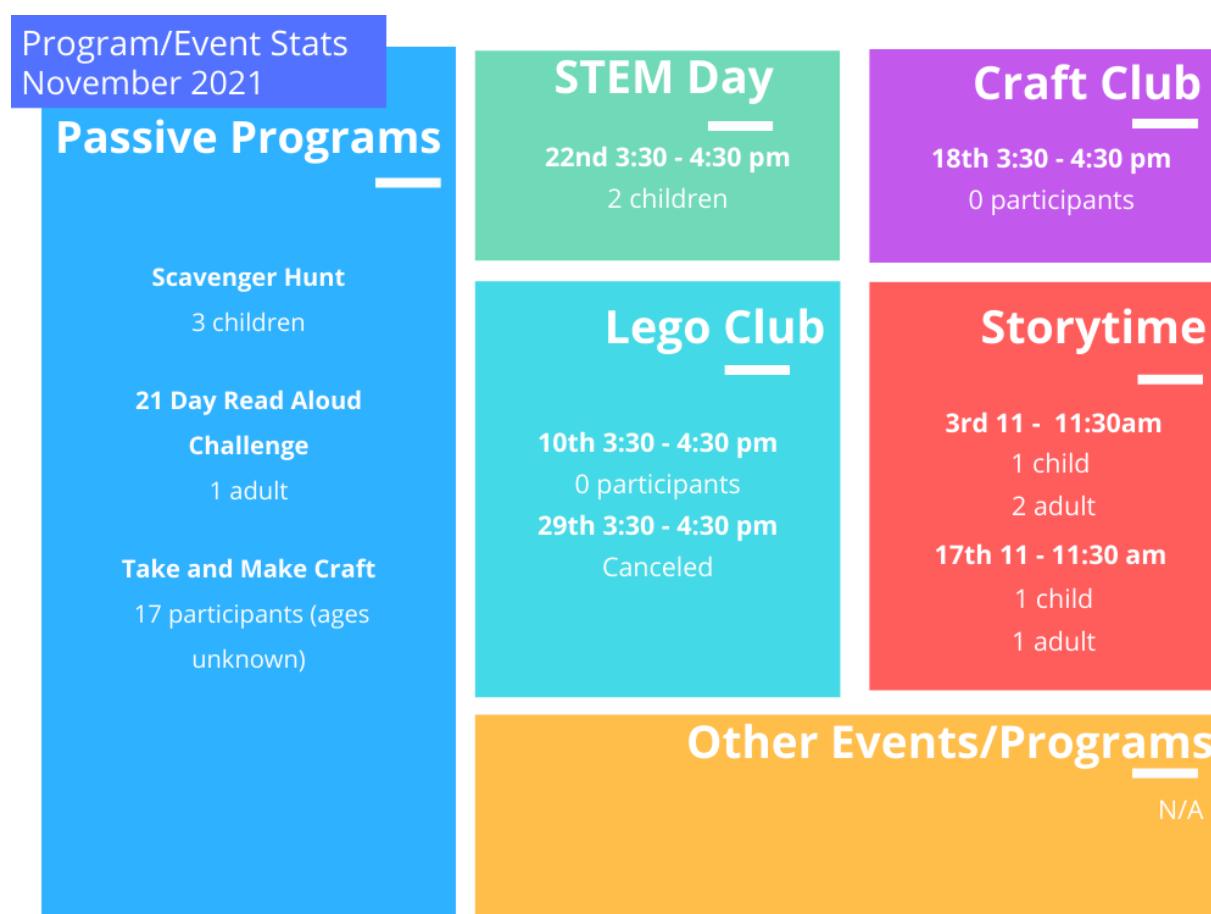 Program/Event Stats
November 2021
Passive Programs
Scavenger Hunt
3 children
21 Day Read Aloud
Challenge
1 adult
Take and Make Craft
17 participants (ages
unknown)
STEM Day
22nd 3:30 - 4:30 pm
2 children
Craft Club
18th 3:30 - 4:30 pm
0 participants
Lego Club
10th 3:30 - 4:30 pm
0 participants
29th 3:30 - 4:30 pm
Canceled
Storytime
3rd 11 -  11:30am
1 child
2 adult
17th 11 - 11:30 am
1 child
1 adult
Other Events/Programs
N/A